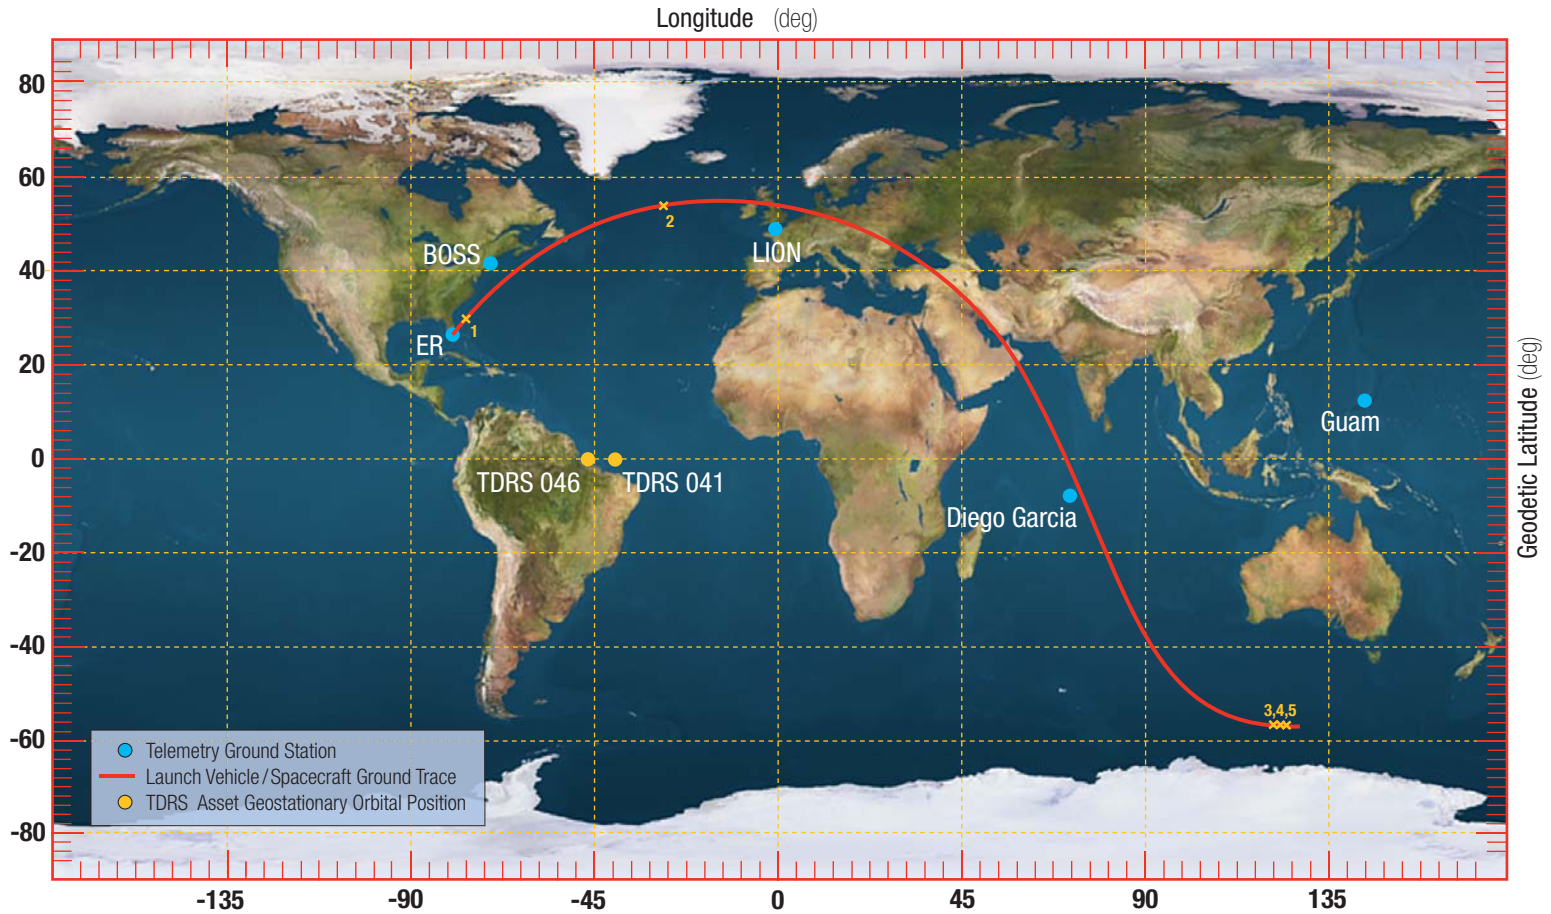 Longitude (deg)
80
60
40
20
0
-20
-40
-60
-80
BOSS
LION
ER
1
2
Guam
TDRS 046
TDRS 041
Diego Garcia
3,4,5
Geodetic Latitude (deg)
Telemetry Ground Station
Launch Vehicle/Spacecraft Ground Trace
TDRS Asset Geostationary Orbital Position
-135
-90
-45
0
45
90
135